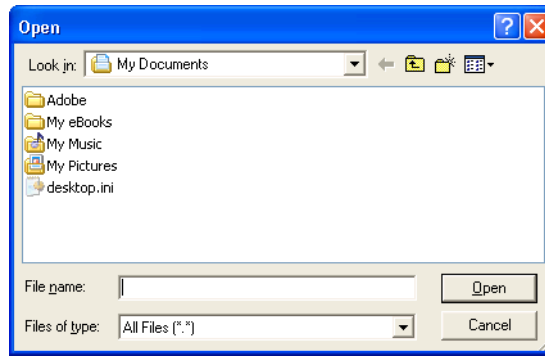 Open
Look in: My Documents
Adobe
My eBooks
My Music
My Pictures
desktop.ini
File name: Open
Files of type: All Files (*.*) Cancel